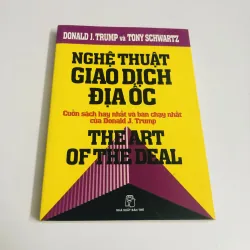 DONALD J. TRUMP và TONY SCHWARTZ
NGHỆ THUẬT
GIAO DỊCH
ĐỊA ỐC
Cuốn sách hay nhất và bán chạy nhất
của Donald J. Trump
THE ART
OF THE DEAL
NHÀ XUẤT BẢN TRẺ